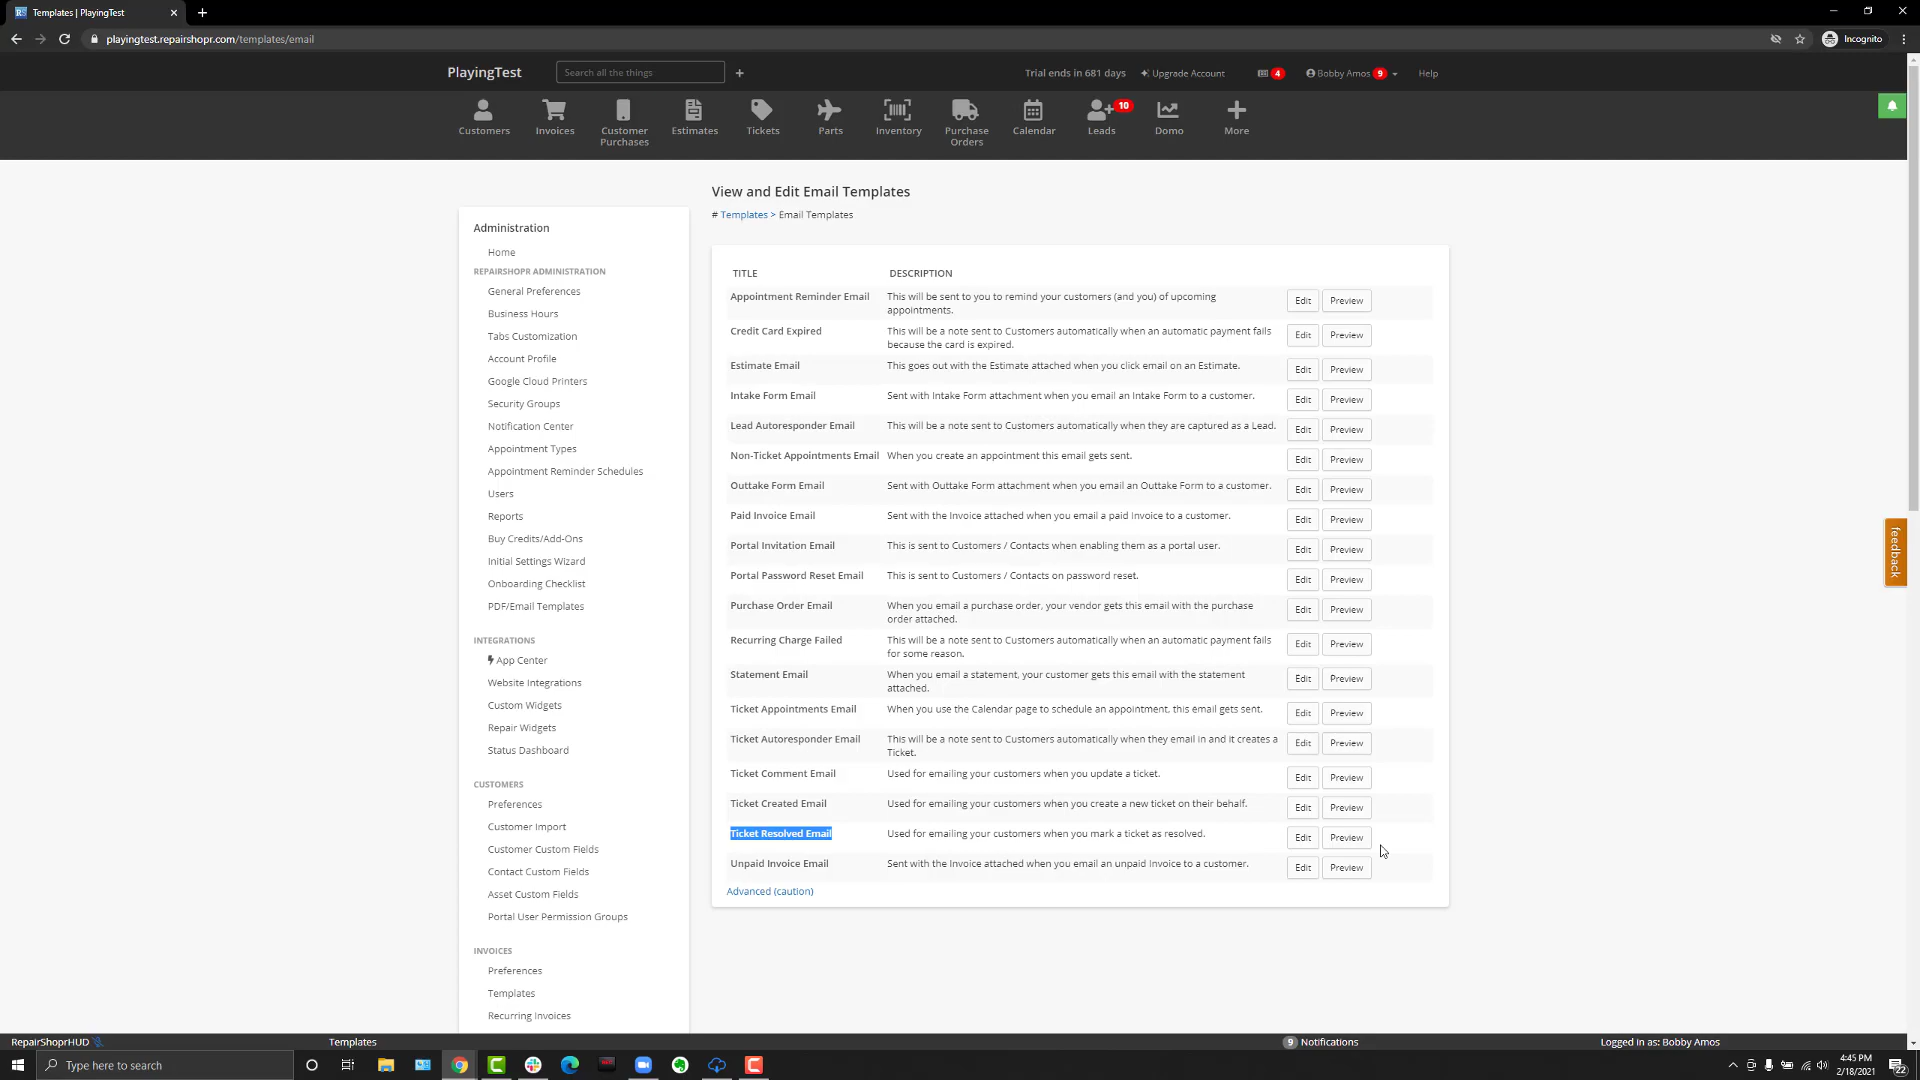 Templates | PlayingTest
playingtest.repairshopr.com/templates/email
Incognito
PlayingTest
Search all the things
Trial ends in 681 days
Upgrade Account
4
Bobby Amos 9
Help
Customers
Invoices
Customer
Purchases
Estimates
Tickets
Parts
Inventory
Purchase
Orders
Calendar
Leads
10
Domo
More
Administration
Home
REPAIRSHOPR ADMINISTRATION
General Preferences
Business Hours
Tabs Customization
Account Profile
Google Cloud Printers
Security Groups
Notification Center
Appointment Types
Appointment Reminder Schedules
Users
Reports
Buy Credits/Add-Ons
Initial Settings Wizard
Onboarding Checklist
PDF/Email Templates
INTEGRATIONS
App Center
Website Integrations
Custom Widgets
Repair Widgets
Status Dashboard
CUSTOMERS
Preferences
Customer Import
Customer Custom Fields
Contact Custom Fields
Asset Custom Fields
Portal User Permission Groups
INVOICES
Preferences
Templates
Recurring Invoices
View and Edit Email Templates
# Templates > Email Templates
TITLE DESCRIPTION
Appointment Reminder Email This will be sent to you to remind your customers (and you) of upcoming
appointments. Edit Preview
Credit Card Expired This will be a note sent to Customers automatically when an automatic payment fails
because the card is expired. Edit Preview
Estimate Email This goes out with the Estimate attached when you click email on an Estimate. Edit Preview
Intake Form Email Sent with Intake Form attachment when you email an Intake Form to a customer. Edit Preview
Lead Autoresponder Email This will be a note sent to Customers automatically when they are captured as a Lead. Edit Preview
Non-Ticket Appointments Email When you create an appointment this email gets sent. Edit Preview
Outtake Form Email Sent with Outtake Form attachment when you email an Outtake Form to a customer. Edit Preview
Paid Invoice Email Sent with the Invoice attached when you email a paid Invoice to a customer. Edit Preview
Portal Invitation Email This is sent to Customers / Contacts when enabling them as a portal user. Edit Preview
Portal Password Reset Email This is sent to Customers / Contacts on password reset. Edit Preview
Purchase Order Email When you email a purchase order, your vendor gets this email with the purchase
order attached. Edit Preview
Recurring Charge Failed This will be a note sent to Customers automatically when an automatic payment fails
for some reason. Edit Preview
Statement Email When you email a statement, your customer gets this email with the statement
attached. Edit Preview
Ticket Appointments Email When you use the Calendar page to schedule an appointment, this email gets sent. Edit Preview
Ticket Autoresponder Email This will be a note sent to Customers automatically when they email in and it creates a
Ticket. Edit Preview
Ticket Comment Email Used for emailing your customers when you update a ticket. Edit Preview
Ticket Created Email Used for emailing your customers when you create a new ticket on their behalf. Edit Preview
Ticket Resolved Email Used for emailing your customers when you mark a ticket as resolved. Edit Preview
Unpaid Invoice Email Sent with the Invoice attached when you email an unpaid Invoice to a customer. Edit Preview
Advanced (caution)
feedback
RepairShoprHUD
Templates
9 Notifications
Logged in as: Bobby Amos
Type here to search
4:45 PM
2/18/2021
22